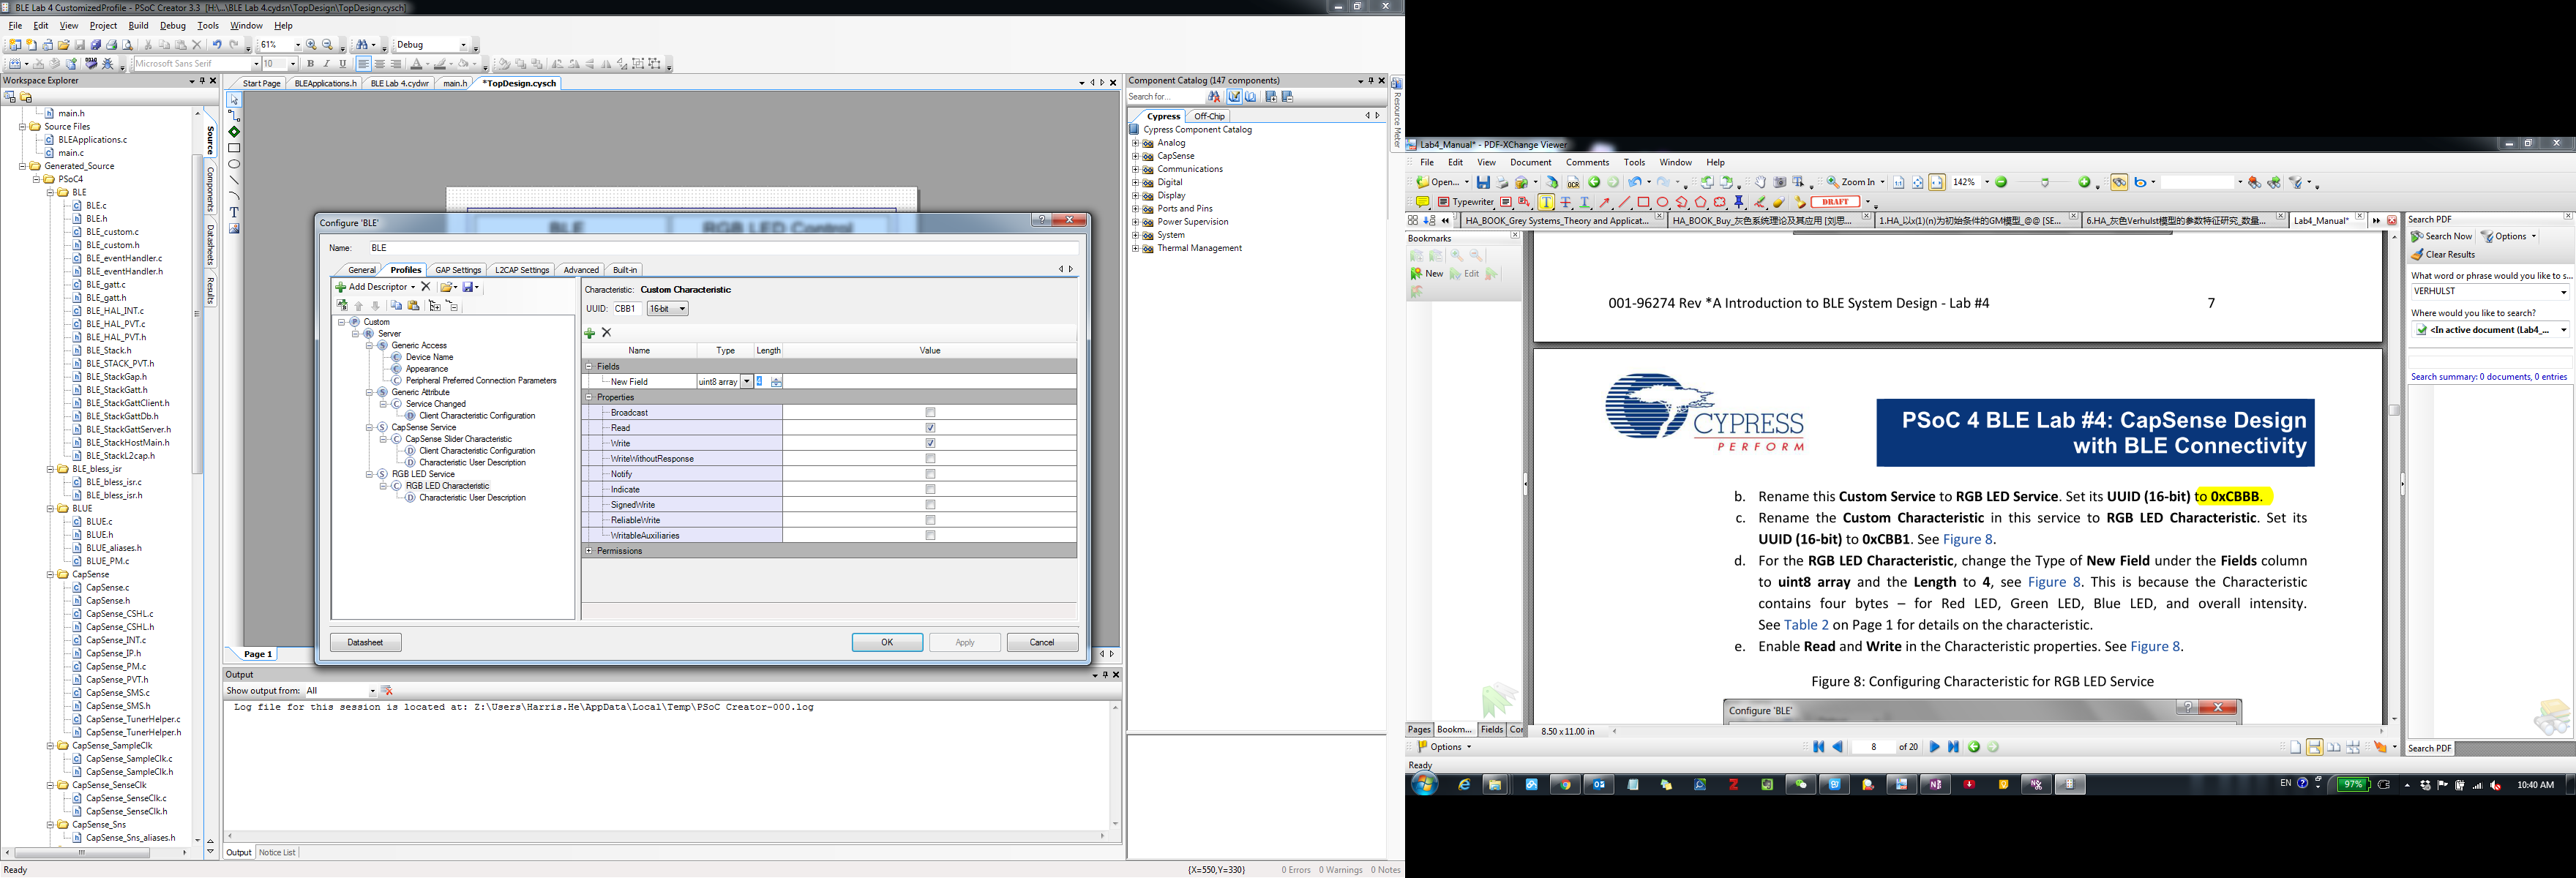 BLE Lab 4 CustomizedProfile - PSoC Creator 3.3 [H:\...\BLE Lab 4.cydsn\TopDesign\TopDesign.cysch]
File Edit View Project Build Debug Tools Window Help
61% Debug
Microsoft Sans Serif 10 B I U
Workspace Explorer
main.h
Source Files
BLEApplications.c
main.c
Generated_Source
PSoC4
BLE
BLE.c
BLE.h
BLE_custom.c
BLE_custom.h
BLE_eventHandler.c
BLE_eventHandler.h
BLE_gatt.c
BLE_gatt.h
BLE_HAL_INT.c
BLE_HAL_PVT.c
BLE_HAL_PVT.h
BLE_Stack.h
BLE_STACK_PVT.h
BLE_StackGap.h
BLE_StackGatt.h
BLE_StackGattClient.h
BLE_StackGattDb.h
BLE_StackGattServer.h
BLE_StackHostMain.h
BLE_StackL2cap.h
BLE_bless_isr
BLE_bless_isr.c
BLE_bless_isr.h
BLUE
BLUE.c
BLUE.h
BLUE_aliases.h
BLUE_PM.c
CapSense
CapSense.c
CapSense.h
CapSense_CSHL.c
CapSense_CSHL.h
CapSense_INT.c
CapSense_IP.h
CapSense_PM.c
CapSense_PVT.h
CapSense_SMS.c
CapSense_SMS.h
CapSense_TunerHelper.c
CapSense_TunerHelper.h
CapSense_SampleClk
CapSense_SampleClk.c
CapSense_SampleClk.h
CapSense_SenseClk
CapSense_SenseClk.c
CapSense_SenseClk.h
CapSense_Sns
CapSense_Sns_aliases.h
Source
Components
Datasheets
Results
Start Page BLEApplications.h BLE Lab 4.cydwr main.h *TopDesign.cysch
BLE RGB LED Control
Configure 'BLE'
Name: BLE
General Profiles GAP Settings L2CAP Settings Advanced Built-in
Add Descriptor
Custom
Server
Generic Access
Device Name
Appearance
Peripheral Preferred Connection Parameters
Generic Attribute
Service Changed
Client Characteristic Configuration
CapSense Service
CapSense Slider Characteristic
Client Characteristic Configuration
Characteristic User Description
RGB LED Service
RGB LED Characteristic
Characteristic User Description
Characteristic: Custom Characteristic
UUID: CBB1 16-bit
Name Type Length Value
Fields
New Field uint8 array 4
Properties
Broadcast
Read
Write
WriteWithoutResponse
Notify
Indicate
SignedWrite
ReliableWrite
WritableAuxiliaries
Permissions
Datasheet OK Apply Cancel
Page 1
Output
Show output from: All
Log file for this session is located at: Z:\Users\Harris.He\AppData\Local\Temp\PSoC Creator-000.log
Output Notice List
Ready {X=550,Y=330} 0 Errors 0 Warnings 0 Notes
Component Catalog (147 components)
Search for...
Cypress Off-Chip
Cypress Component Catalog
Analog
CapSense
Communications
Digital
Display
Ports and Pins
Power Supervision
System
Thermal Management
Resource Meter
Lab4_Manual* - PDF-XChange Viewer
File Edit View Document Comments Tools Window Help
Open... OCR Zoom In 142%
Typewriter DRAFT
HA_BOOK_Grey Systems_Theory and Applicat... HA_BOOK_Buy_灰色系统理论及其应用 [刘思... 1.HA_以x(1)(n)为初始条件的GM模型_@@ [SE... 6.HA_灰色Verhulst模型的参数特征研究_数量... Lab4_Manual*
Bookmarks
New Edit
001-96274 Rev *A Introduction to BLE System Design - Lab #4 7
CYPRESS
PERFORM
PSoC 4 BLE Lab #4: CapSense Design
with BLE Connectivity
b. Rename this Custom Service to RGB LED Service. Set its UUID (16-bit) to 0xCBBB.
c. Rename the Custom Characteristic in this service to RGB LED Characteristic. Set its
UUID (16-bit) to 0xCBB1. See Figure 8.
d. For the RGB LED Characteristic, change the Type of New Field under the Fields column
to uint8 array and the Length to 4, see Figure 8. This is because the Characteristic
contains four bytes – for Red LED, Green LED, Blue LED, and overall intensity.
See Table 2 on Page 1 for details on the characteristic.
e. Enable Read and Write in the Characteristic properties. See Figure 8.
Figure 8: Configuring Characteristic for RGB LED Service
Configure 'BLE'
Pages Bookm... Fields
8.50 x 11.00 in
Options 8 of 20
Ready
Search PDF
Search Now Options
Clear Results
What word or phrase would you like to s...
VERHULST
Where would you like to search?
<In active document (Lab4_...
Search summary: 0 documents, 0 entries
Search PDF
EN 97% 10:40 AM